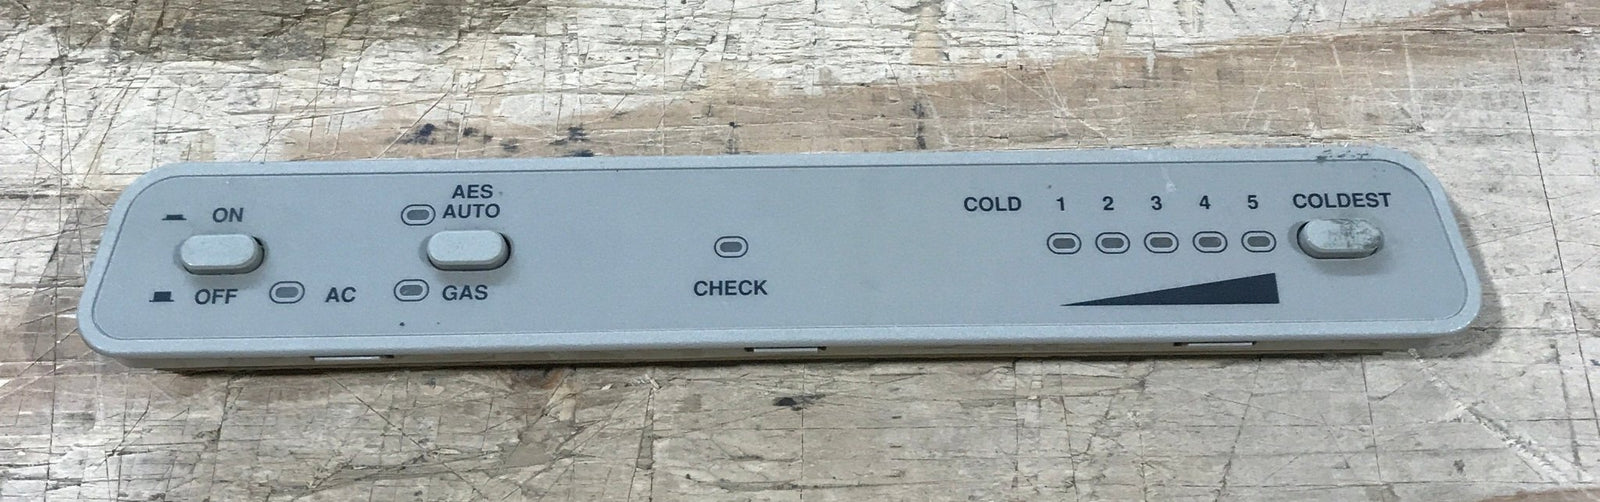 ON
OFF
AC
AES
AUTO
GAS
CHECK
COLD 1 2 3 4 5 COLDEST